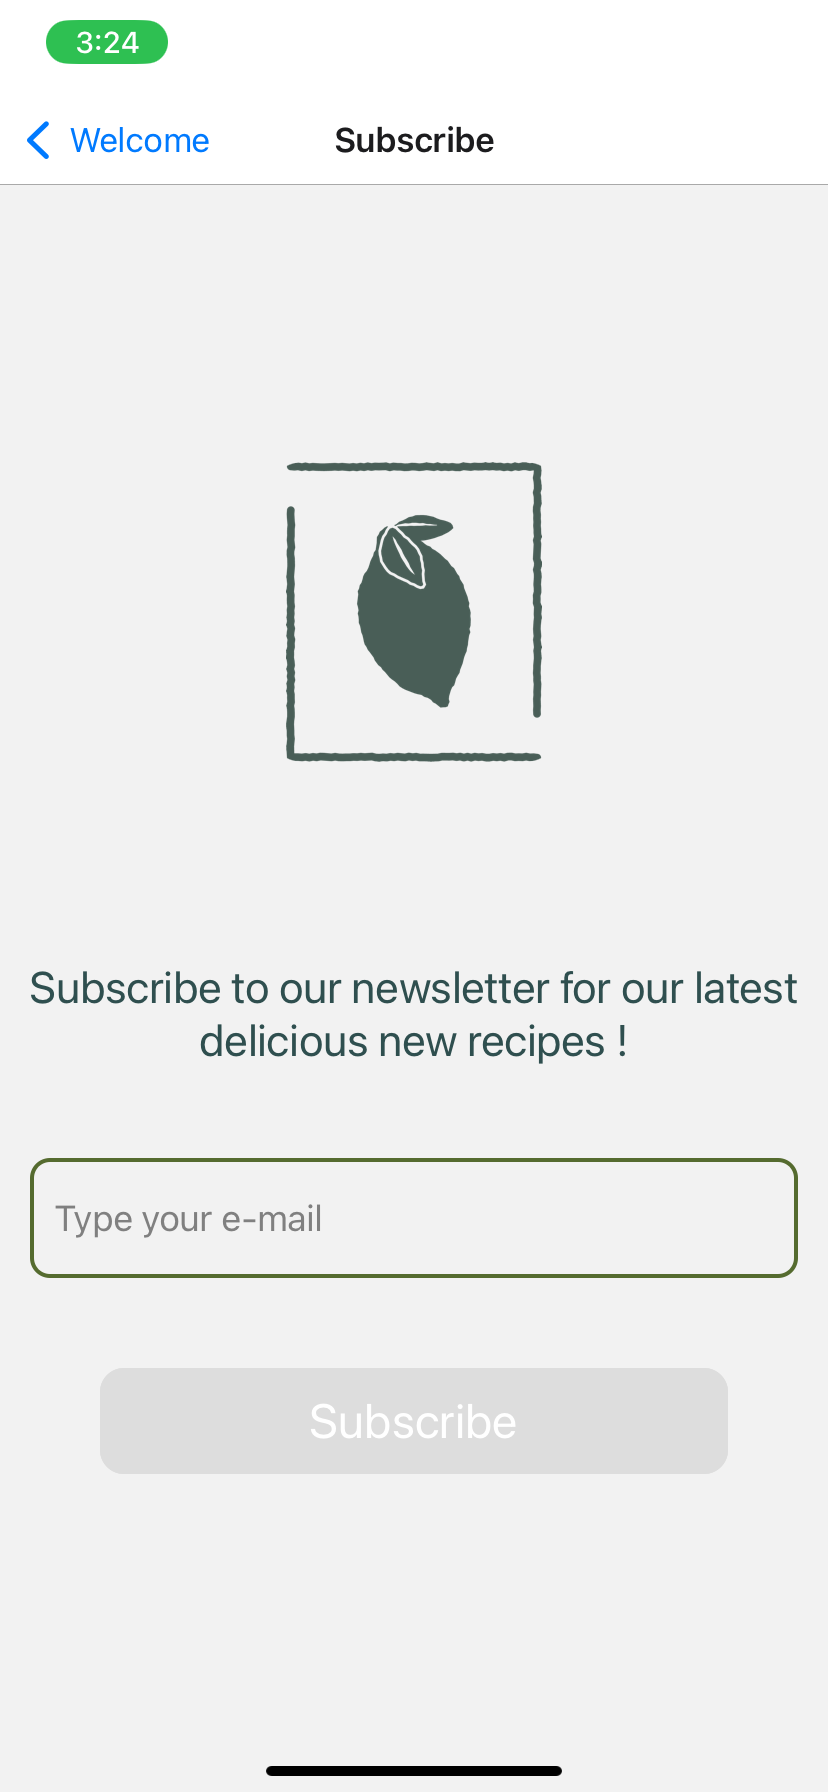 3:24
Welcome
Subscribe
Subscribe to our newsletter for our latest
delicious new recipes !
Type your e-mail
Subscribe